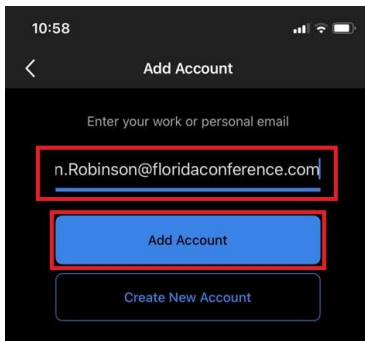 10:58
Add Account
Enter your work or personal email
n.Robinson@floridaconference.com
Add Account
Create New Account